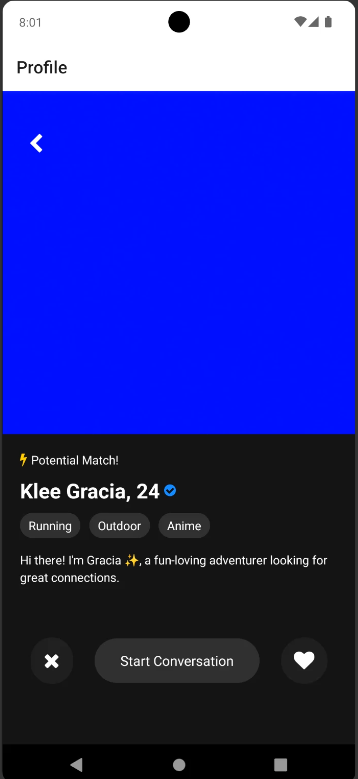 8:01
Profile
Potential Match!
Klee Gracia, 24
Running Outdoor Anime
Hi there! I'm Gracia ✨, a fun-loving adventurer looking for
great connections.
Start Conversation